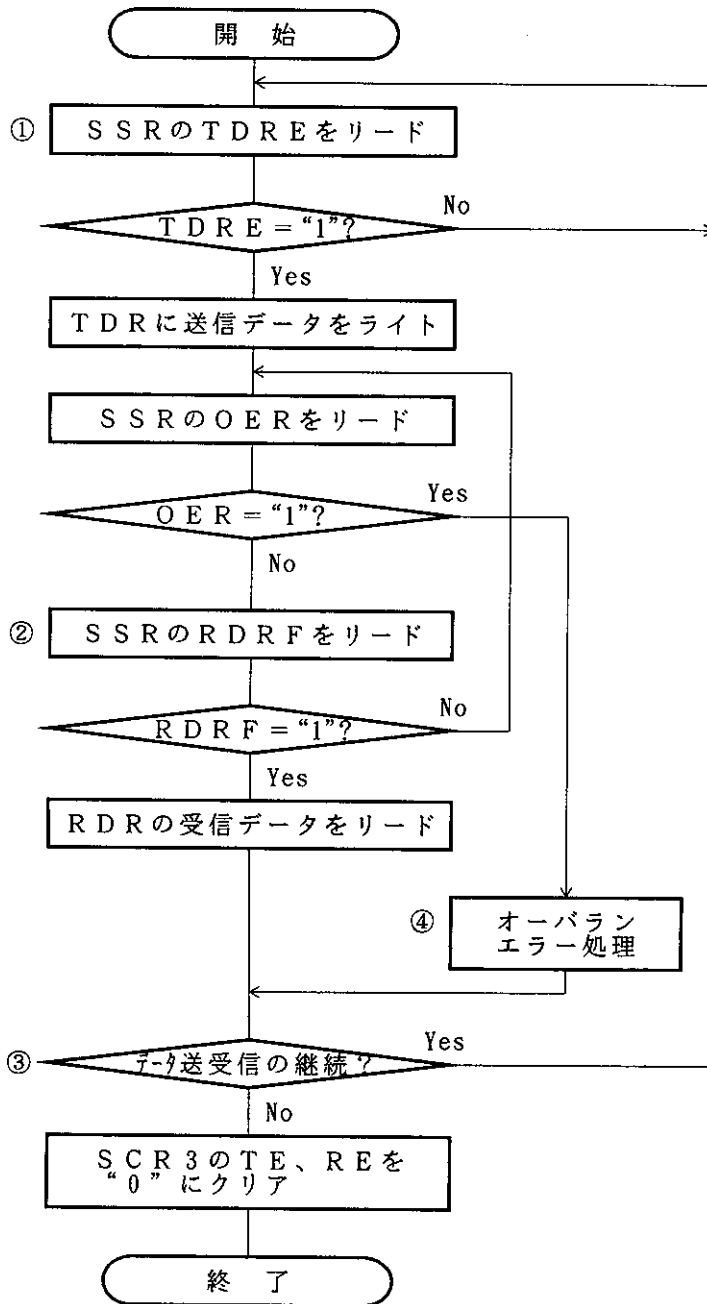 開 始
① SSRのTDREをリード
TDRE=“1”?
No
Yes
TDRに送信データをライト
SSRのOERをリード
OER=“1”?
Yes
No
② SSRのRDRFをリード
RDRF=“1”?
No
Yes
RDRの受信データをリード
④ オーバラン
エラー処理
③ データ送受信の継続?
Yes
No
SCR3のTE、REを
“0”にクリア
終 了